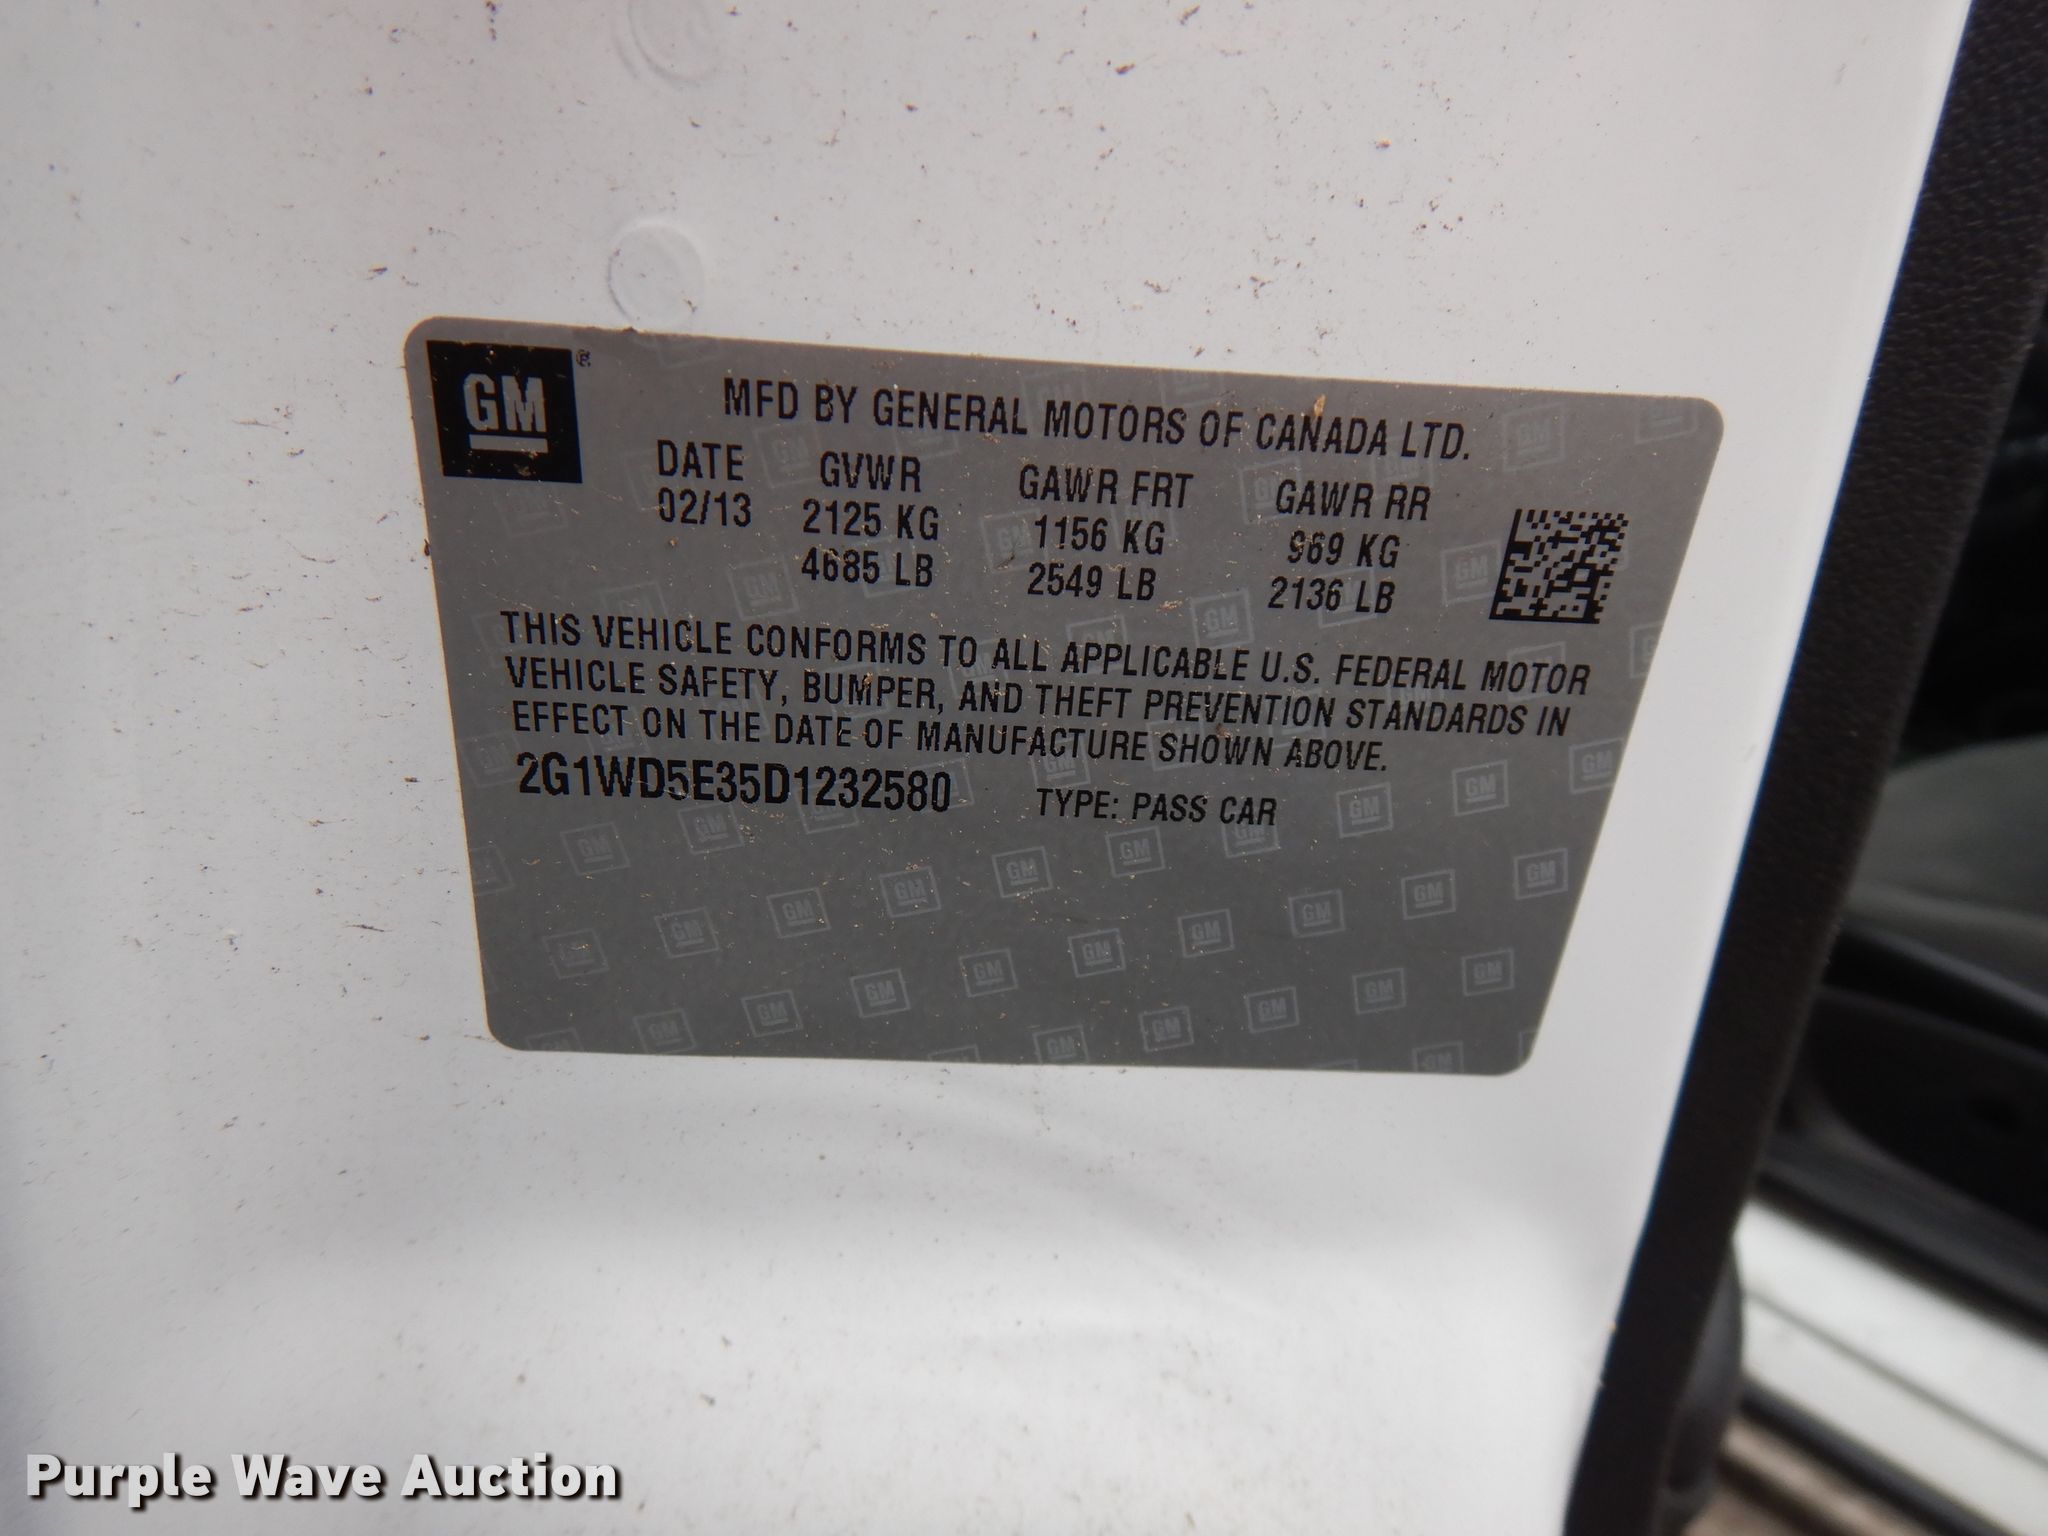 GM ®
MFD BY GENERAL MOTORS OF CANADA LTD.
DATE GVWR GAWR FRT GAWR RR
02/13 2125 KG 1156 KG 969 KG
4685 LB 2549 LB 2136 LB
THIS VEHICLE CONFORMS TO ALL APPLICABLE U.S. FEDERAL MOTOR
VEHICLE SAFETY, BUMPER, AND THEFT PREVENTION STANDARDS IN
EFFECT ON THE DATE OF MANUFACTURE SHOWN ABOVE.
2G1WD5E35D1232580 TYPE: PASS CAR
Purple Wave Auction